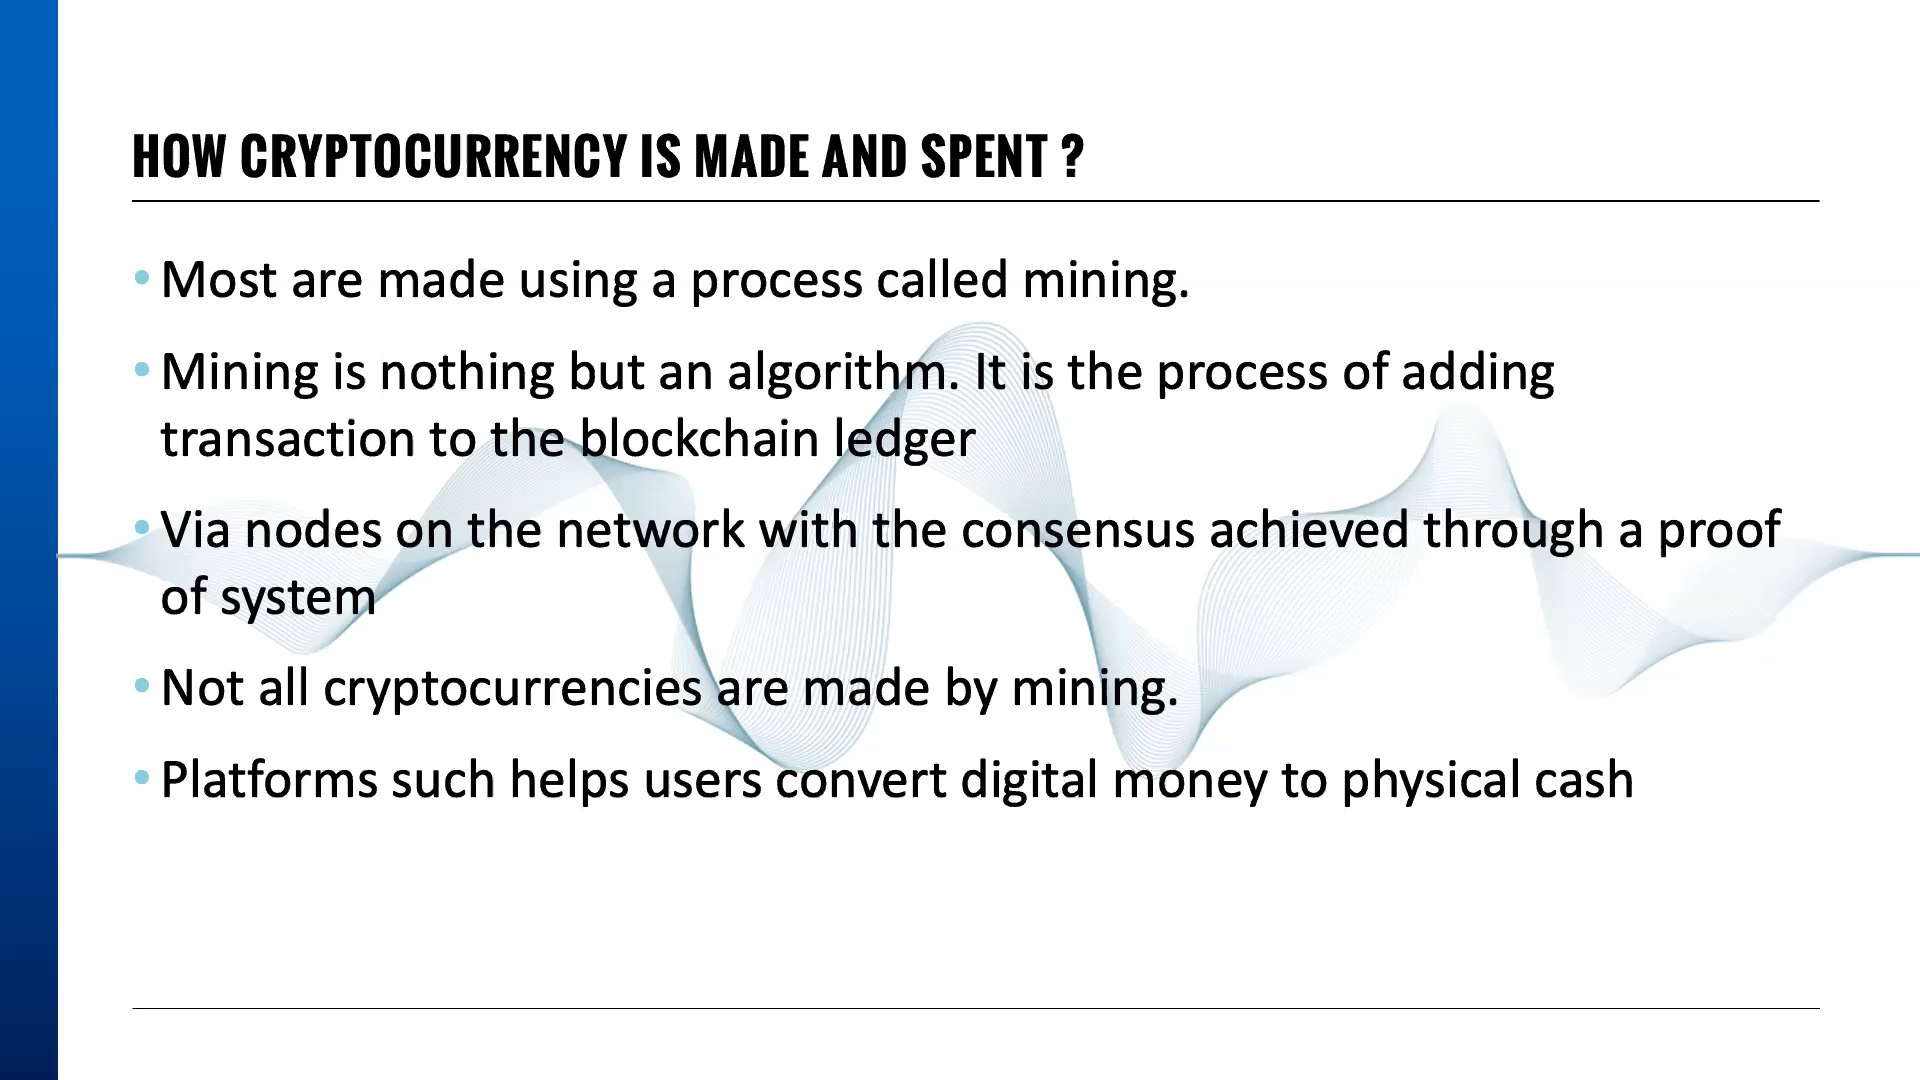 HOW CRYPTOCURRENCY IS MADE AND SPENT ?
• Most are made using a process called mining.
• Mining is nothing but an algorithm. It is the process of adding
transaction to the blockchain ledger
• Via nodes on the network with the consensus achieved through a proof
of system
• Not all cryptocurrencies are made by mining.
• Platforms such helps users convert digital money to physical cash